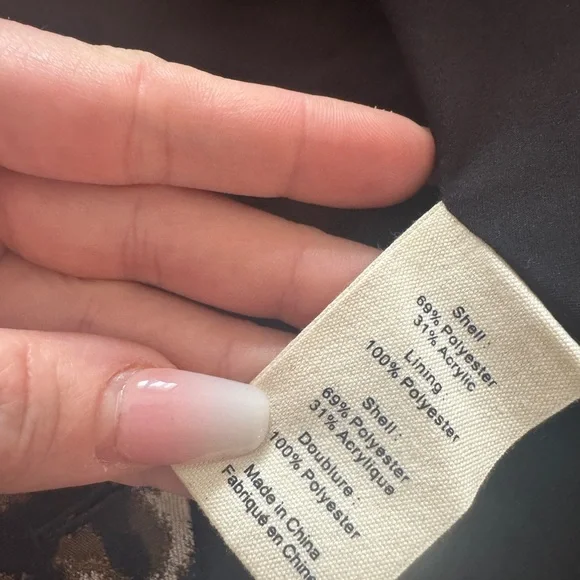 Shell :
69% Polyester
31% Acrylic
Lining
100% Polyester
Shell :
69% Polyester
31% Acrylique
Doublure :
100% Polyester
Made in China
Fabriqué en Chine